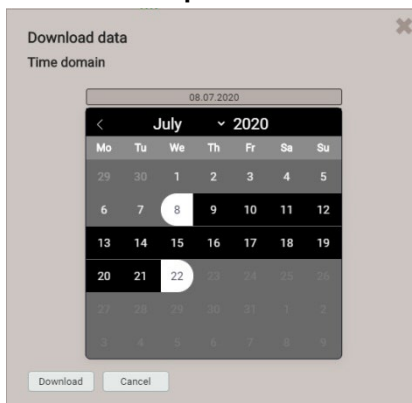 Download data
Time domain
08.07.2020
July 2020
Mo Tu We Th Fr Sa Su
29 30 1 2 3 4 5
6 7 8 9 10 11 12
13 14 15 16 17 18 19
20 21 22 23 24 25 26
27 28 29 30 31 1 2
3 4 5 6 7 8 9
Download Cancel